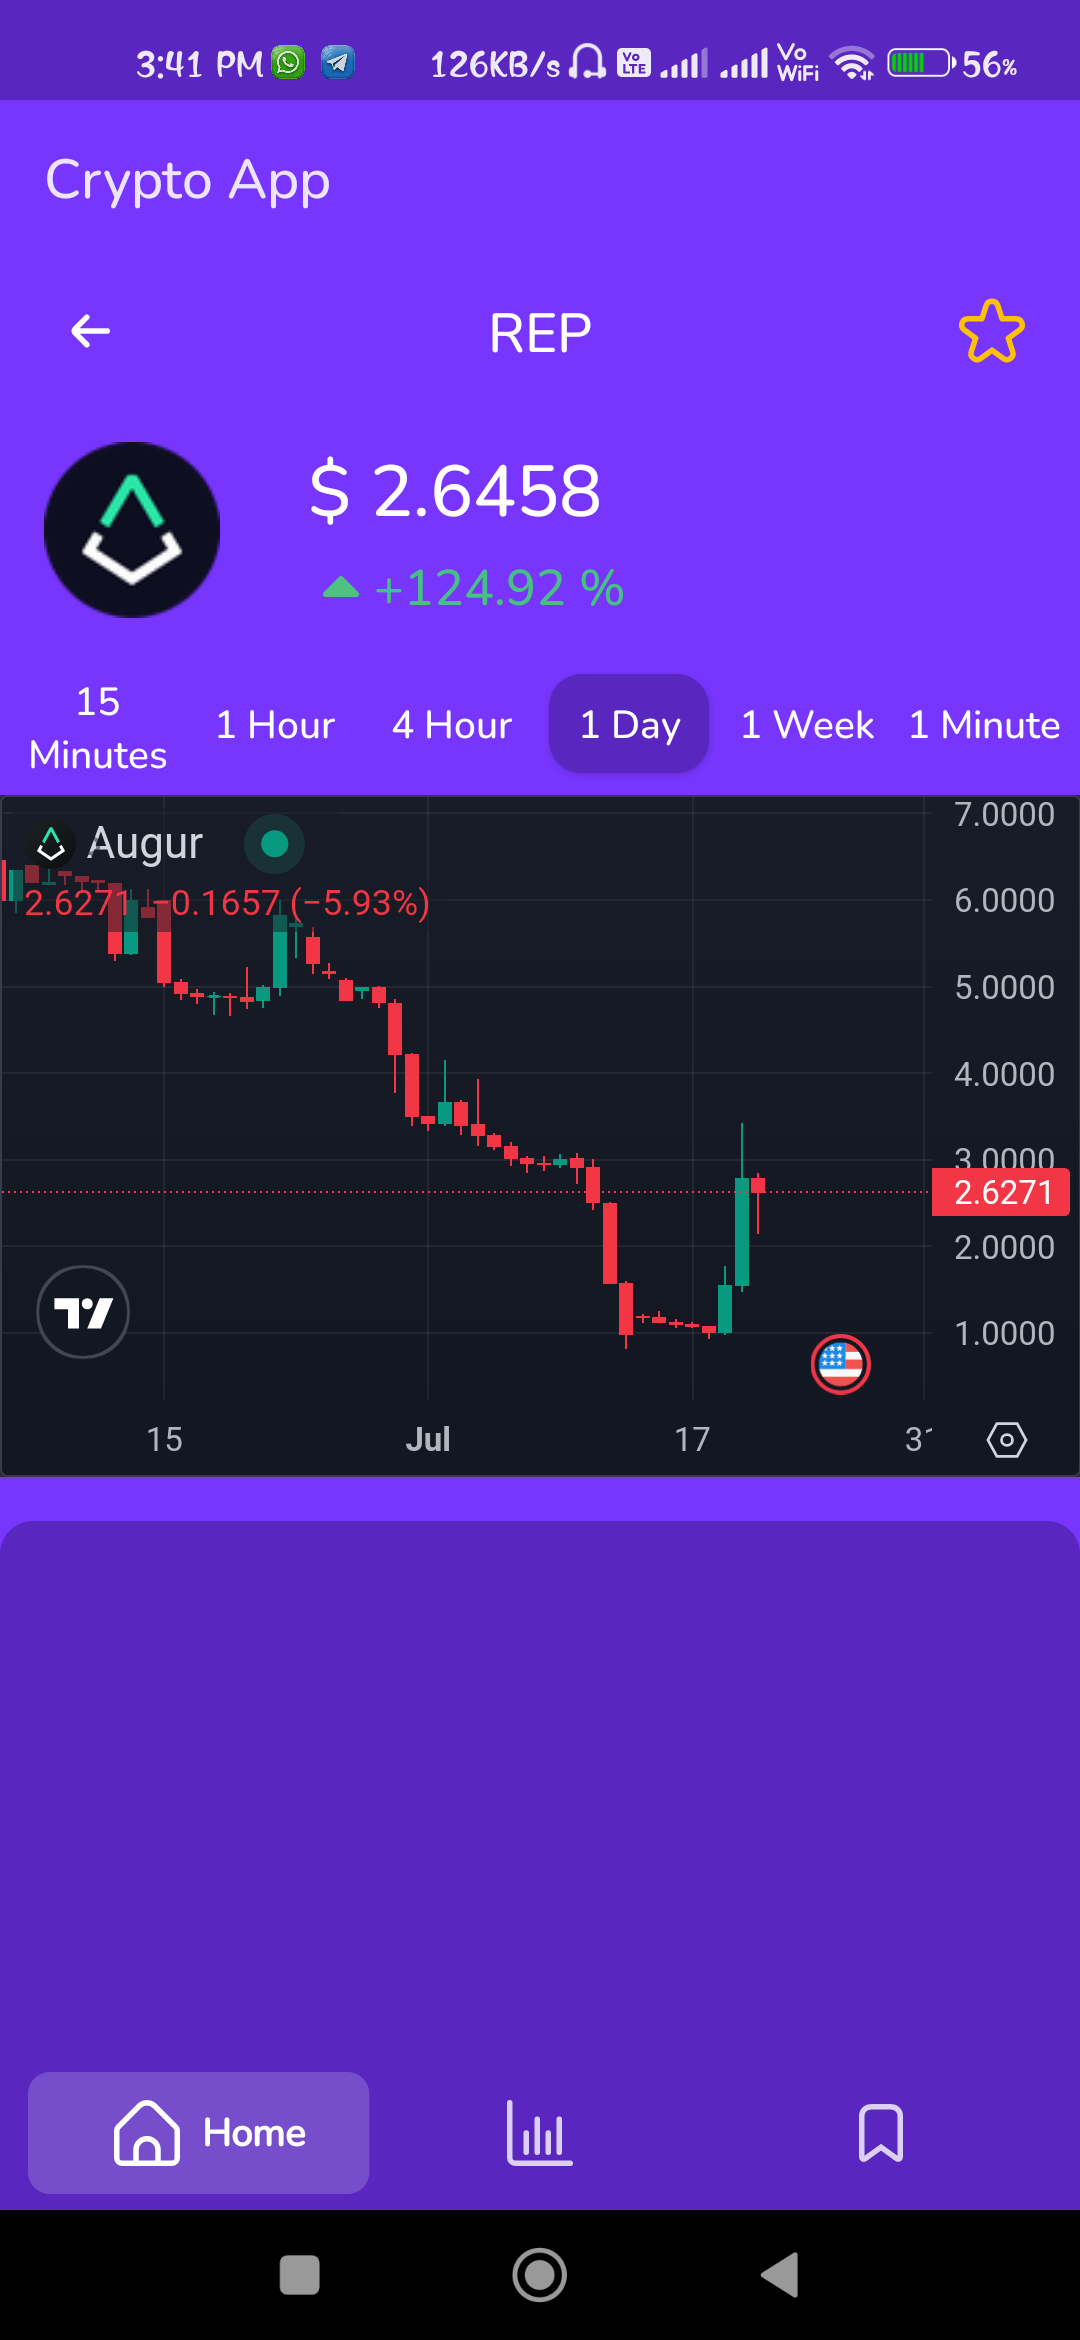 3:41 PM 126KB/s Vo LTE Vo WiFi 56%
Crypto App
REP
$ 2.6458
+124.92 %
15 Minutes 1 Hour 4 Hour 1 Day 1 Week 1 Minute
Augur
2.6271 −0.1657 (−5.93%)
7.0000
6.0000
5.0000
4.0000
3.0000
2.6271
2.0000
1.0000
15 Jul 17 31
Home